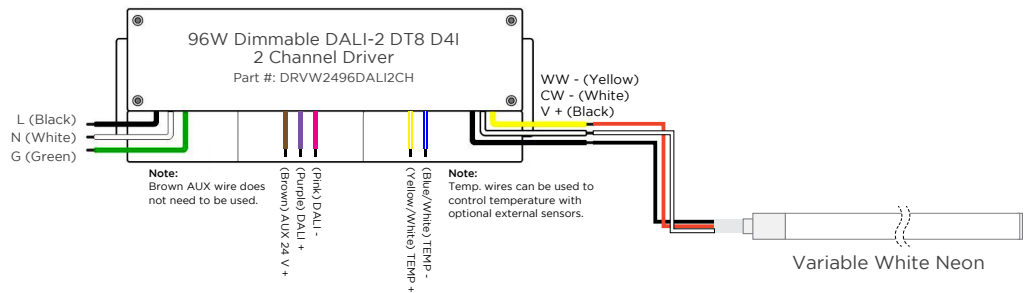 96W Dimmable DALI-2 DT8 D4I
2 Channel Driver
Part #: DRVW2496DALI2CH
WW - (Yellow)
CW - (White)
V + (Black)
L (Black)
N (White)
G (Green)
Note:
Brown AUX wire does
not need to be used.
(Brown) AUX 24 V +
(Purple) DALI +
(Pink) DALI -
(Yellow/White) TEMP +
(Blue/White) TEMP -
Note:
Temp. wires can be used to
control temperature with
optional external sensors.
Variable White Neon